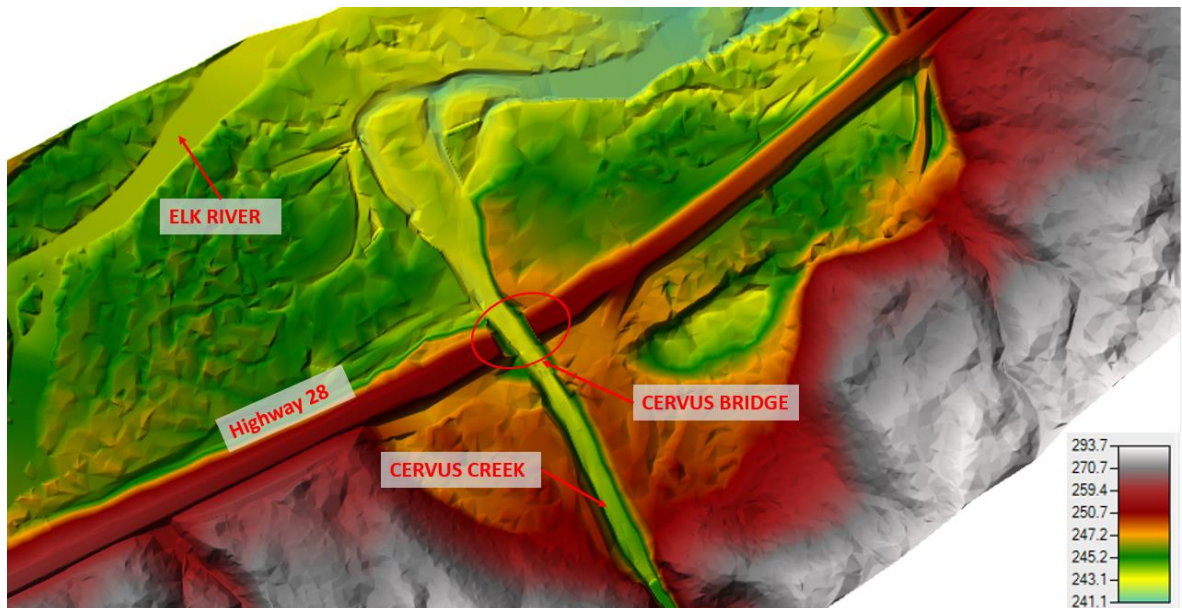 ELK RIVER
Highway 28
CERVUS BRIDGE
CERVUS CREEK
293.7
270.7
259.4
250.7
247.2
245.2
243.1
241.1